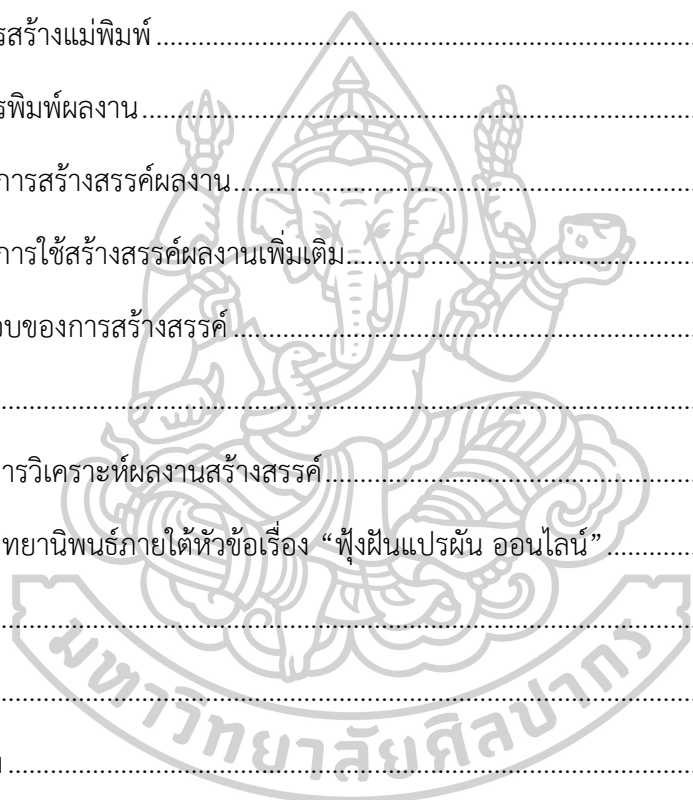 รสร้างแม่พิมพ์
รพิมพ์ผลงาน
การสร้างสรรค์ผลงาน
การใช้สร้างสรรค์ผลงานเพิ่มเติม
บของการสร้างสรรค์
ารวิเคราะห์ผลงานสร้างสรรค์
ทยานิพนธ์ภายใต้หัวข้อเรื่อง “ฟุ้งฝันแปรผัน ออนไลน์”
มหาวิทยาลัยศิลปากร